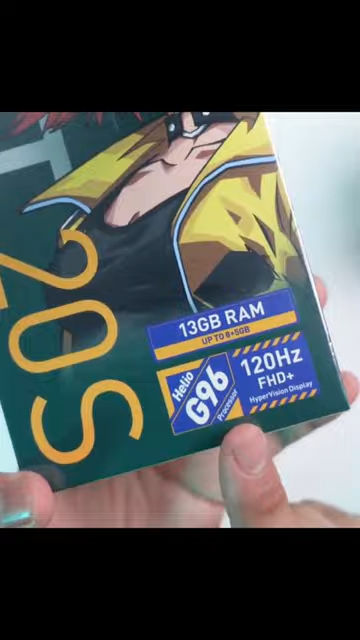 20S
13GB RAM
UP TO 8+5GB
Helio
G96
Processor
120Hz
FHD+
HyperVision Display